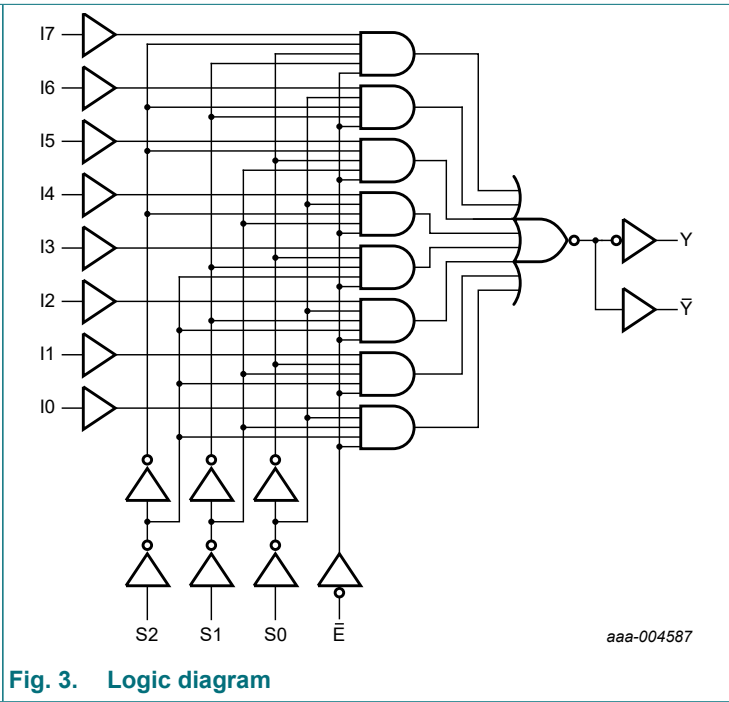 I7
I6
I5
I4
I3
I2
I1
I0
Y
Ȳ
S2 S1 S0 Ē
aaa-004587
Fig. 3. Logic diagram